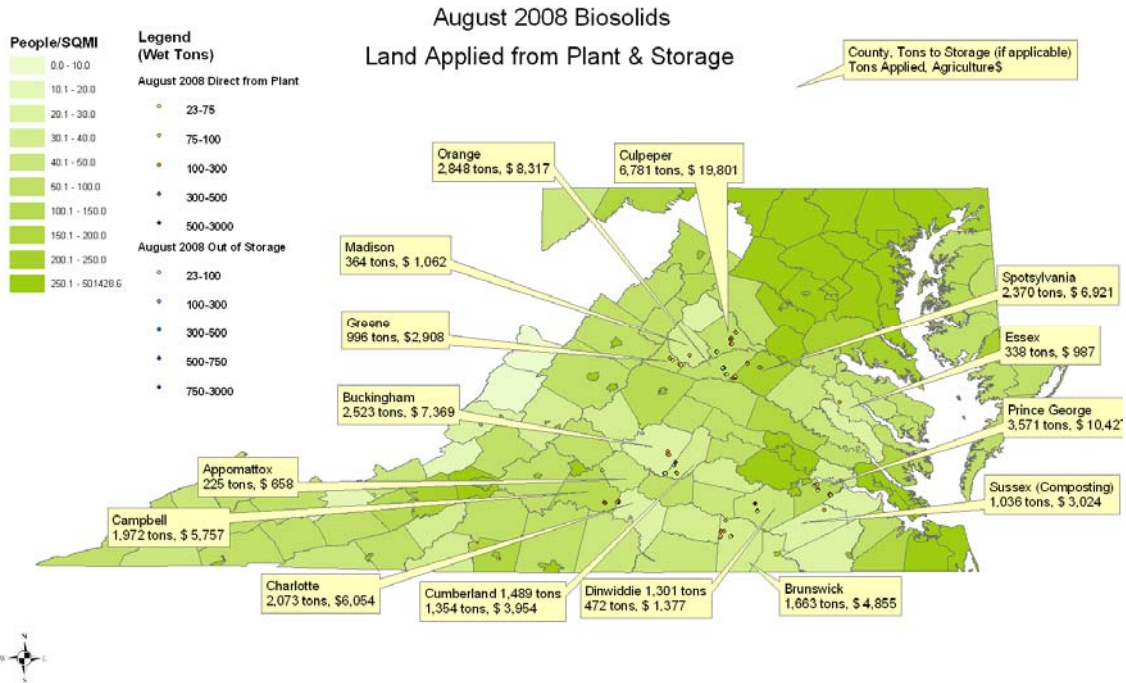 August 2008 Biosolids
Land Applied from Plant & Storage
People/SQMI
0.0 - 10.0
10.1 - 20.0
20.1 - 30.0
30.1 - 40.0
40.1 - 50.0
50.1 - 100.0
100.1 - 150.0
150.1 - 200.0
200.1 - 250.0
250.1 - 501428.6
Legend
(Wet Tons)
August 2008 Direct from Plant
23-75
75-100
100-300
300-500
500-3000
August 2008 Out of Storage
23-100
100-300
300-500
500-750
750-3000
County, Tons to Storage (if applicable)
Tons Applied, Agriculture$
Orange
2,848 tons, $ 8,317
Culpeper
6,781 tons, $ 19,801
Madison
364 tons, $ 1,062
Spotsylvania
2,370 tons, $ 6,921
Greene
996 tons, $2,908
Essex
338 tons, $ 987
Buckingham
2,523 tons, $ 7,369
Prince George
3,571 tons, $ 10,427
Appomattox
225 tons, $ 658
Sussex (Composting)
1,036 tons, $ 3,024
Campbell
1,972 tons, $ 5,757
Charlotte
2,073 tons, $6,054
Cumberland 1,489 tons
1,354 tons, $ 3,954
Dinwiddie 1,301 tons
472 tons, $ 1,377
Brunswick
1,663 tons, $ 4,855
N
W E
S